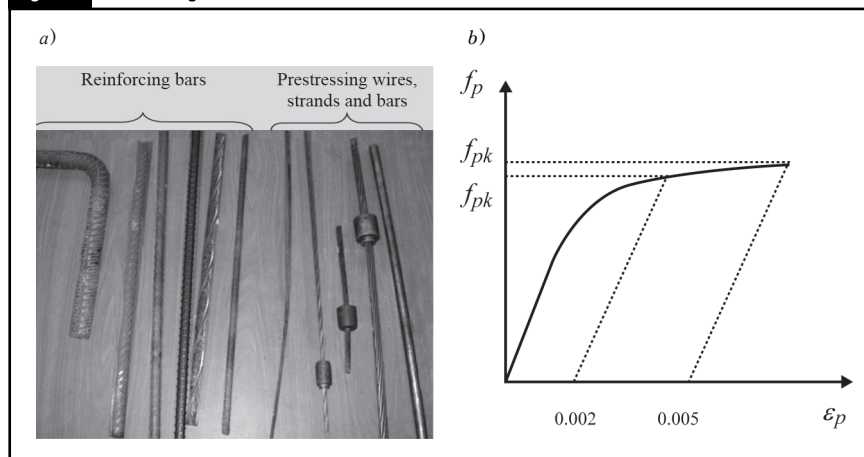 a)
b)
Reinforcing bars
Prestressing wires,
strands and bars
f_p
f_pk
f_pk
0.002
0.005
ε_p